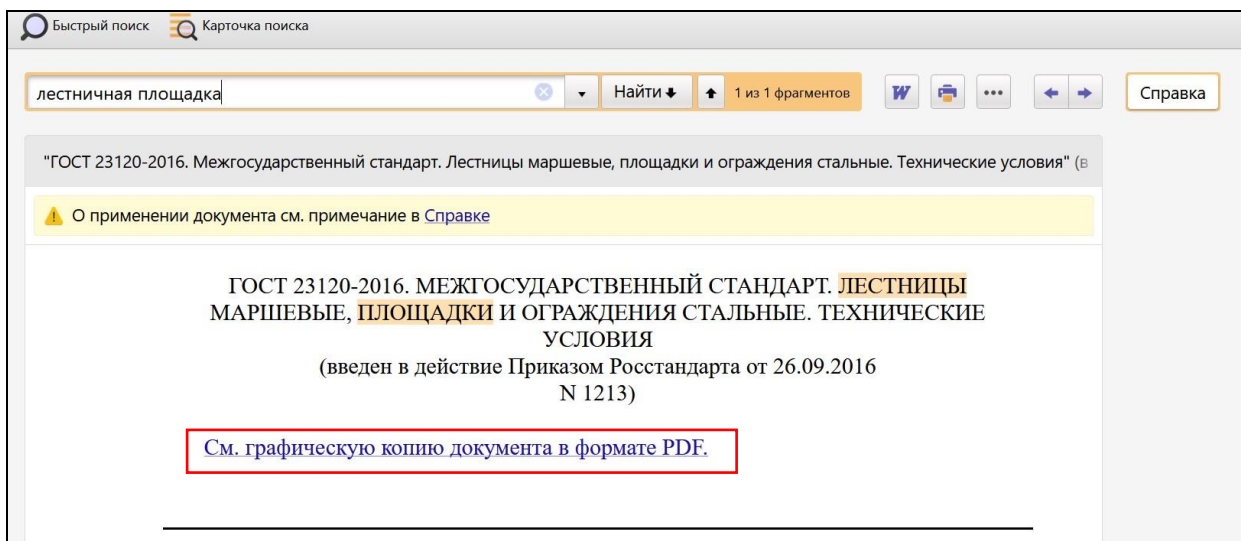 Быстрый поиск Карточка поиска
лестничная площадка Найти 1 из 1 фрагментов W Справка
"ГОСТ 23120-2016. Межгосударственный стандарт. Лестницы маршевые, площадки и ограждения стальные. Технические условия" (в
О применении документа см. примечание в Справке
ГОСТ 23120-2016. МЕЖГОСУДАРСТВЕННЫЙ СТАНДАРТ. ЛЕСТНИЦЫ
МАРШЕВЫЕ, ПЛОЩАДКИ И ОГРАЖДЕНИЯ СТАЛЬНЫЕ. ТЕХНИЧЕСКИЕ
УСЛОВИЯ
(введен в действие Приказом Росстандарта от 26.09.2016
N 1213)
См. графическую копию документа в формате PDF.